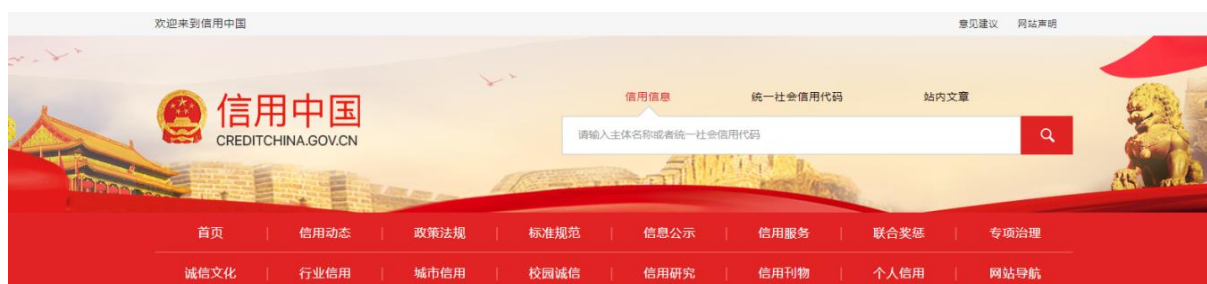 欢迎来到信用中国
意见建议 网站声明
信用中国
CREDITCHINA.GOV.CN
信用信息 统一社会信用代码 站内文章
请输入主体名称或者统一社会信用代码
首页 | 信用动态 | 政策法规 | 标准规范 | 信息公示 | 信用服务 | 联合奖惩 | 专项治理
诚信文化 | 行业信用 | 城市信用 | 校园诚信 | 信用研究 | 信用刊物 | 个人信用 | 网站导航